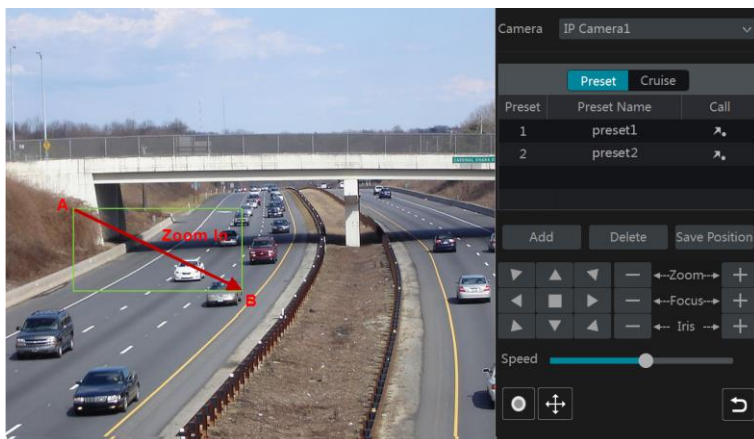 Camera IP Camera1
Preset Cruise
Preset Preset Name Call
1 preset1
2 preset2
A
Zoom In
B
Add Delete Save Position
Zoom
Focus
Iris
Speed